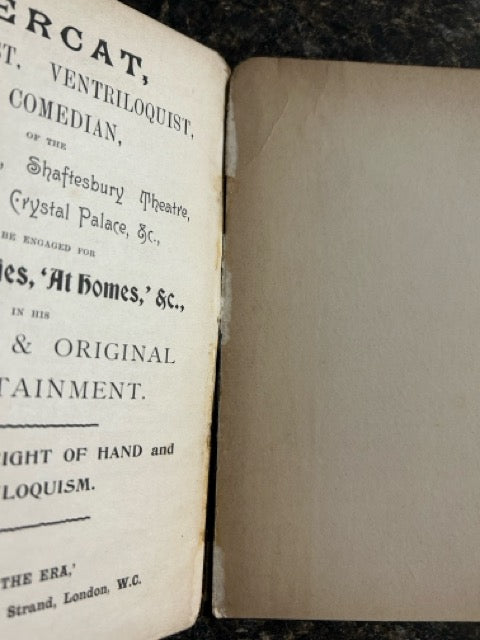 ERCAT,
ST, VENTRILOQUIST,
COMEDIAN,
OF THE
Shaftesbury Theatre,
Crystal Palace, &c.,
BE ENGAGED FOR
ies, 'At Homes,' &c.,
IN HIS
& ORIGINAL
TAINMENT.
IGHT OF HAND and
LOQUISM.
THE ERA,'
Strand, London, W.C.